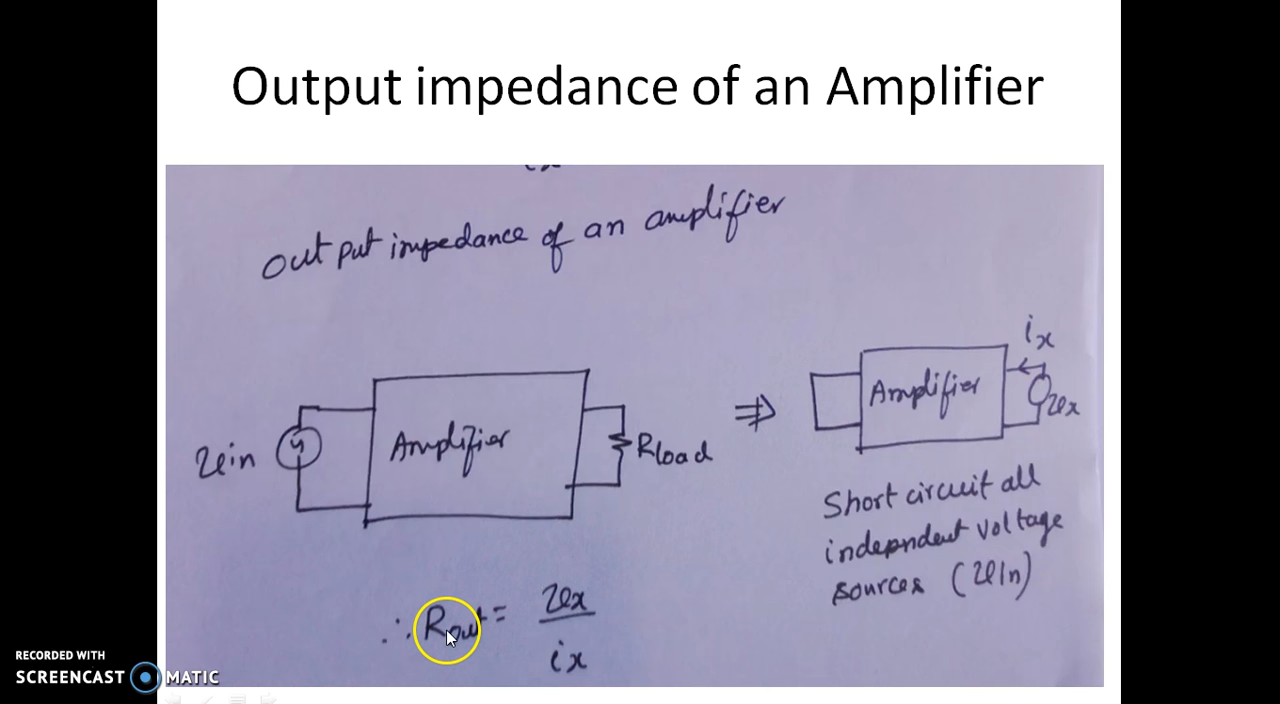 Output impedance of an Amplifier
output impedance of an amplifier
vin
Amplifier
Rload
⇒
Amplifier
ix
vx
Short circuit all
indepndent voltage
sources (vin)
∴ Rout = vx
ix
RECORDED WITH
SCREENCAST MATIC